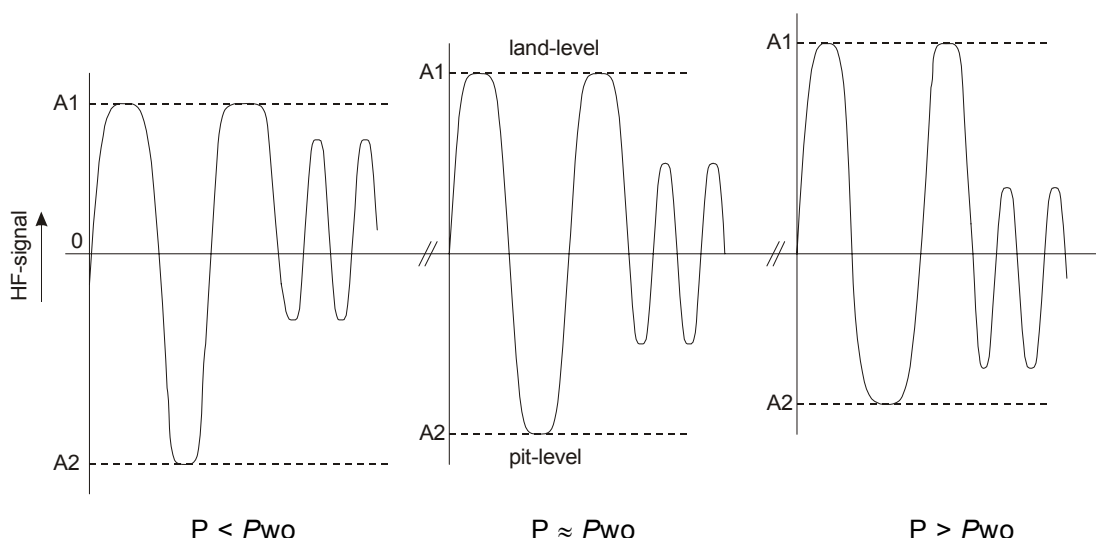 A1
land-level
A1
A1
HF-signal
0
A2
A2
pit-level
A2
P < Pwo
P ≈ Pwo
P > Pwo